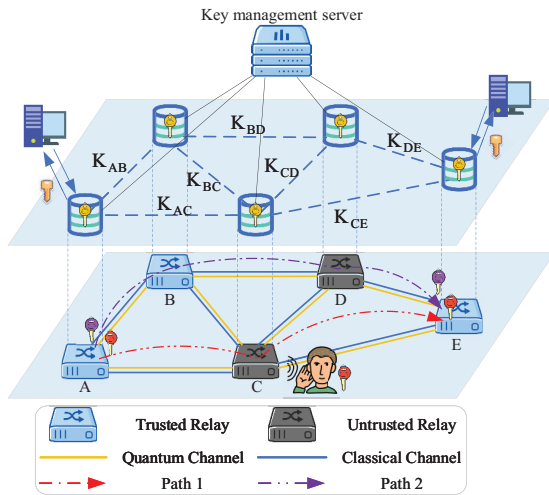 Key management server
K_BD
K_DE
K_AB
K_BC
K_CD
K_AC
K_CE
B
D
E
A
C
Trusted Relay
Untrusted Relay
Quantum Channel
Classical Channel
Path 1
Path 2